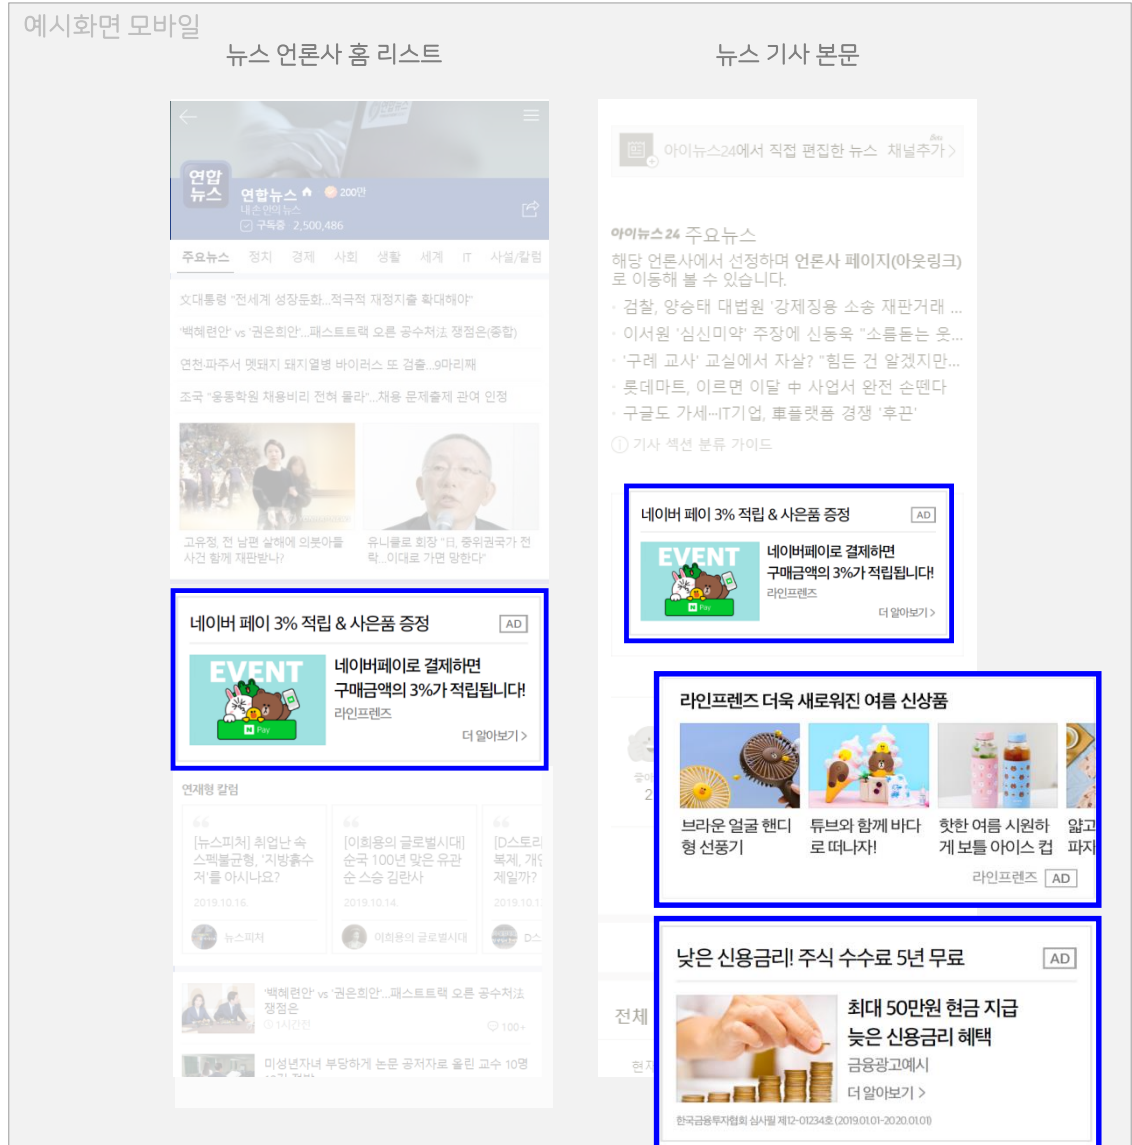 예시화면 모바일
뉴스 언론사 홈 리스트
연합
뉴스
연합뉴스
200만
내 손 안의 뉴스
구독중 · 2,500,486
주요뉴스 정치 경제 사회 생활 세계 IT 사설/칼럼
文대통령 "전세계 성장둔화...적극적 재정지출 확대해야"
'백혜련안' vs '권은희안'...패스트트랙 오른 공수처法 쟁점은(종합)
연천·파주서 멧돼지 돼지열병 바이러스 또 검출...9마리째
조국 "웅동학원 채용비리 전혀 몰라"...채용 문제출제 관여 인정
고유정, 전 남편 살해에 의붓아들
사건 함께 재판받나?
유니클로 회장 "日, 중위권국가 전
락...이대로 가면 망한다"
네이버 페이 3% 적립 & 사은품 증정
AD
EVENT
N Pay
네이버페이로 결제하면
구매금액의 3%가 적립됩니다!
라인프렌즈
더 알아보기 >
연재형 칼럼
[뉴스피처] 취업난 속
스펙불균형, '지방흙수
저'를 아시나요?
2019.10.16.
뉴스피처
[이희용의 글로벌시대]
순국 100년 맞은 유관
순 스승 김란사
2019.10.14.
이희용의 글로벌시대
[D스토리
복제, 개인
제일까?
2019.10.1
D스
'백혜련안' vs '권은희안'...패스트트랙 오른 공수처法
쟁점은
1시간전
100+
미성년자녀 부당하게 논문 공저자로 올린 교수 10명
뉴스 기사 본문
아이뉴스24에서 직접 편집한 뉴스 채널추가 >
아이뉴스24 주요뉴스
해당 언론사에서 선정하며 언론사 페이지(아웃링크)
로 이동해 볼 수 있습니다.
· 검찰, 양승태 대법원 '강제징용 소송 재판거래 ...
· 이서원 '심신미약' 주장에 신동욱 "소름돋는 웃...
· '구례 교사' 교실에서 자살? "힘든 건 알겠지만...
· 롯데마트, 이르면 이달 中 사업서 완전 손뗀다
· 구글도 가세…IT기업, 車플랫폼 경쟁 '후끈'
기사 섹션 분류 가이드
네이버 페이 3% 적립 & 사은품 증정
AD
EVENT
N Pay
네이버페이로 결제하면
구매금액의 3%가 적립됩니다!
라인프렌즈
더 알아보기 >
좋아
2
라인프렌즈 더욱 새로워진 여름 신상품
브라운 얼굴 핸디
형 선풍기
튜브와 함께 바다
로 떠나자!
핫한 여름 시원하
게 보틀 아이스 컵
얇고
파자
라인프렌즈 AD
전체
현재
낮은 신용금리! 주식 수수료 5년 무료
AD
최대 50만원 현금 지급
늦은 신용금리 혜택
금융광고예시
더 알아보기 >
한국금융투자협회 심사필 제12-01234호 (2019.01.01-2020.01.01)